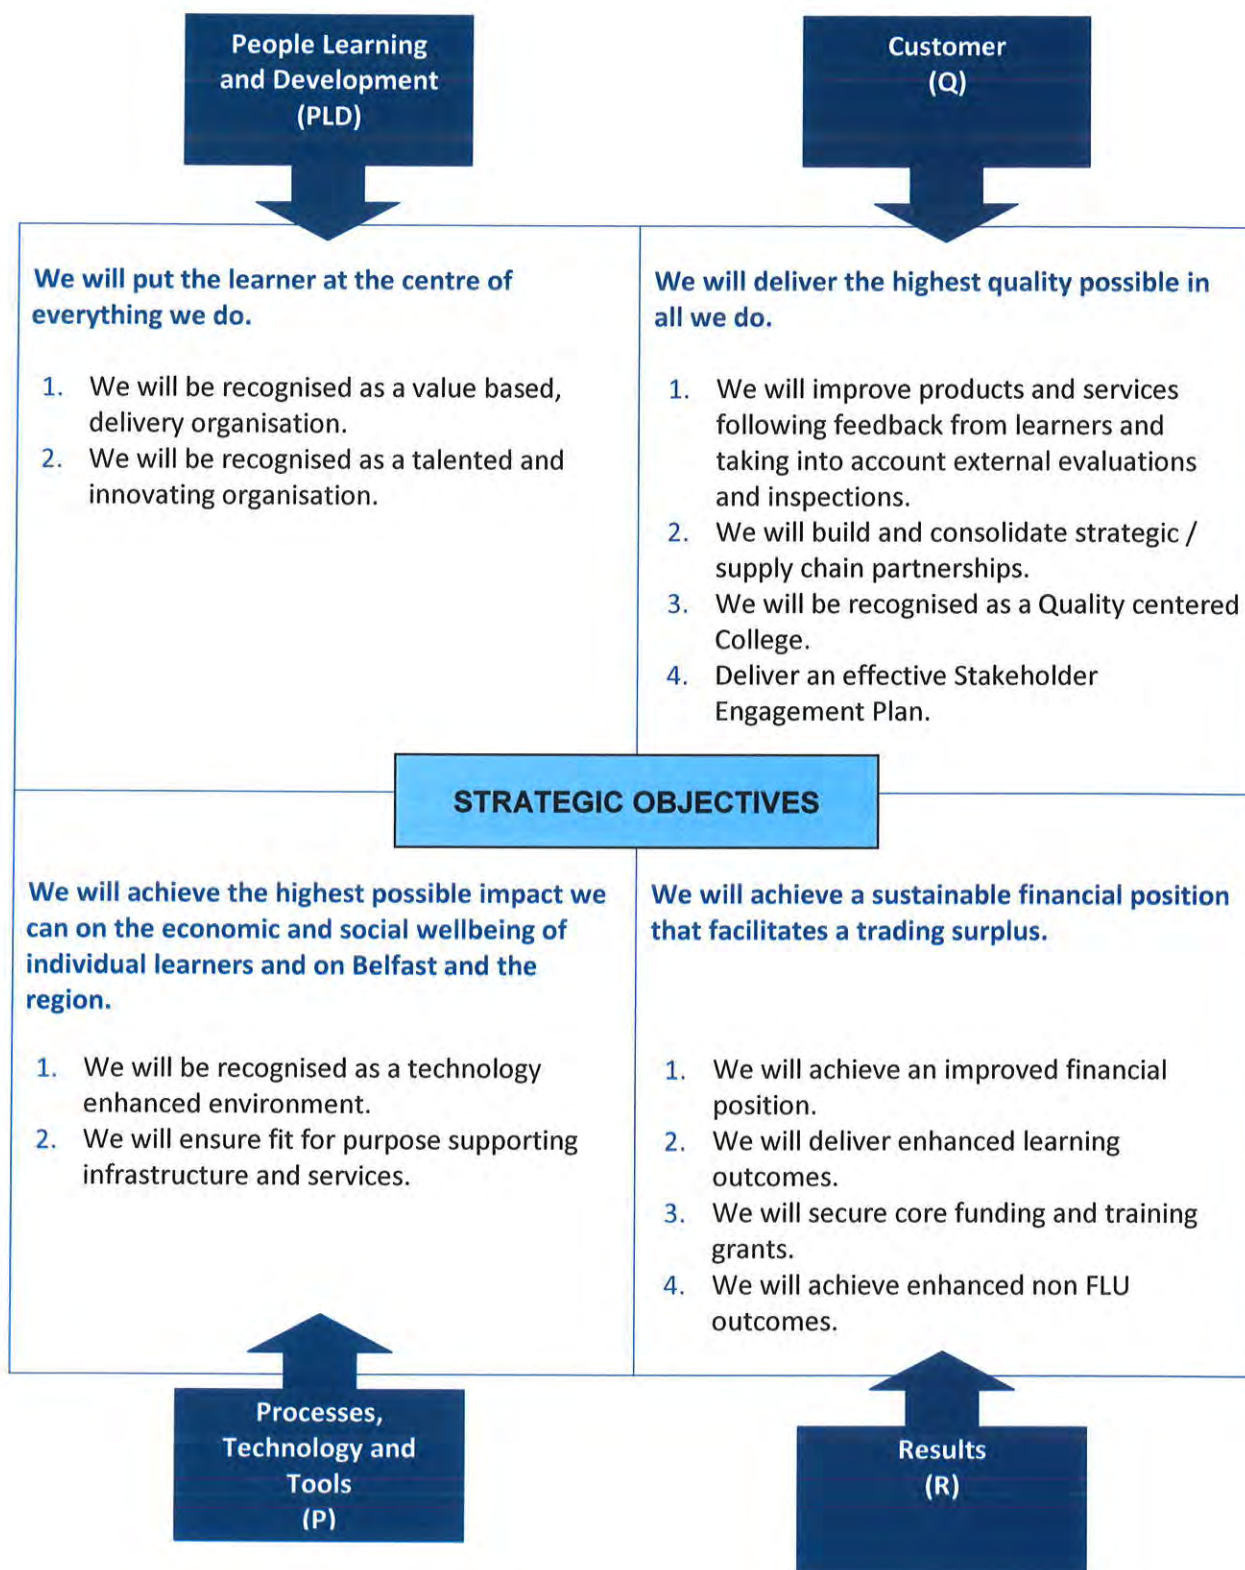 People Learning
and Development
(PLD)
Customer
(Q)
We will put the learner at the centre of
everything we do.
1. We will be recognised as a value based,
delivery organisation.
2. We will be recognised as a talented and
innovating organisation.
We will deliver the highest quality possible in
all we do.
1. We will improve products and services
following feedback from learners and
taking into account external evaluations
and inspections.
2. We will build and consolidate strategic /
supply chain partnerships.
3. We will be recognised as a Quality centered
College.
4. Deliver an effective Stakeholder
Engagement Plan.
STRATEGIC OBJECTIVES
We will achieve the highest possible impact we
can on the economic and social wellbeing of
individual learners and on Belfast and the
region.
1. We will be recognised as a technology
enhanced environment.
2. We will ensure fit for purpose supporting
infrastructure and services.
We will achieve a sustainable financial position
that facilitates a trading surplus.
1. We will achieve an improved financial
position.
2. We will deliver enhanced learning
outcomes.
3. We will secure core funding and training
grants.
4. We will achieve enhanced non FLU
outcomes.
Processes,
Technology and
Tools
(P)
Results
(R)